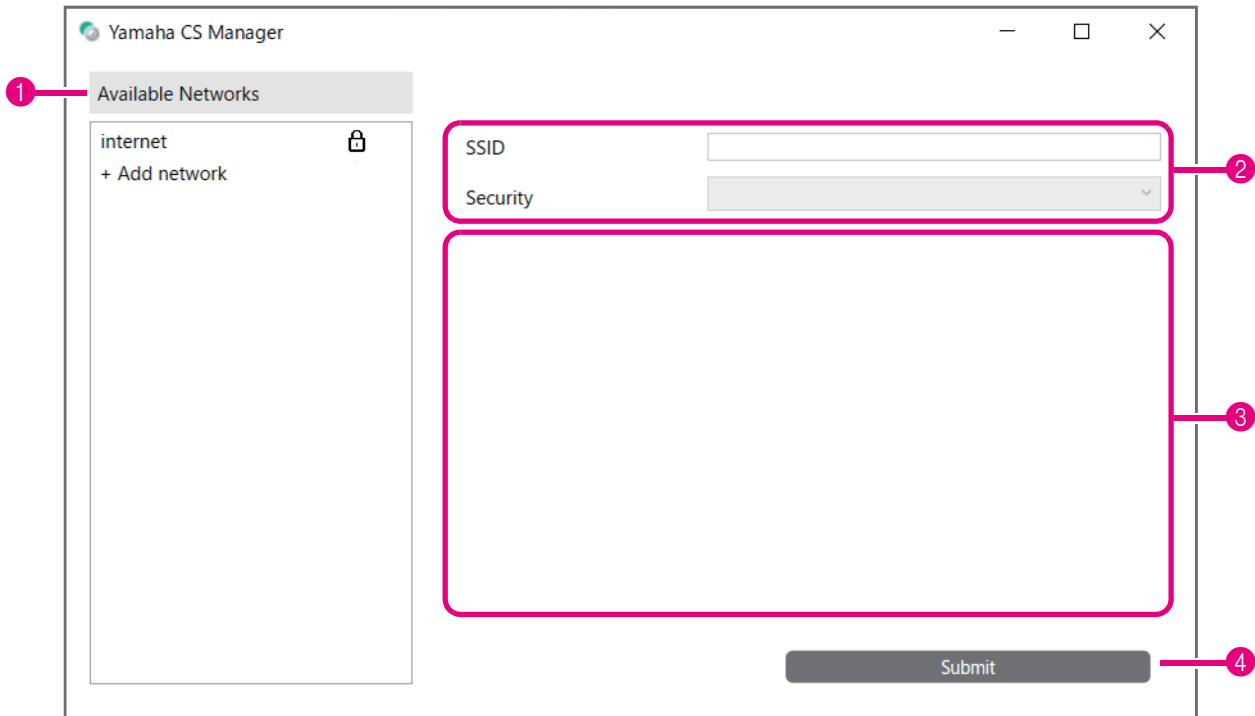 Yamaha CS Manager
1
Available Networks
internet
+ Add network
SSID
Security
2
3
Submit
4